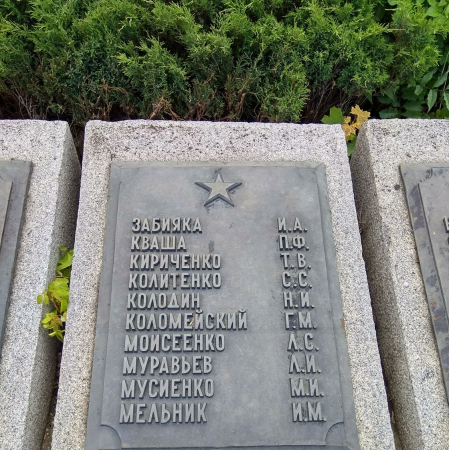 ЗАБИЯКА И.А.
КВАША П.Ф.
КИРИЧЕНКО Т.В.
КОЛИТЕНКО С.С.
КОЛОДИН Н.И.
КОЛОМЕЙСКИЙ Г.М.
МОИСЕЕНКО Л.С.
МУРАВЬЕВ Л.И.
МУСИЕНКО М.И.
МЕЛЬНИК И.М.